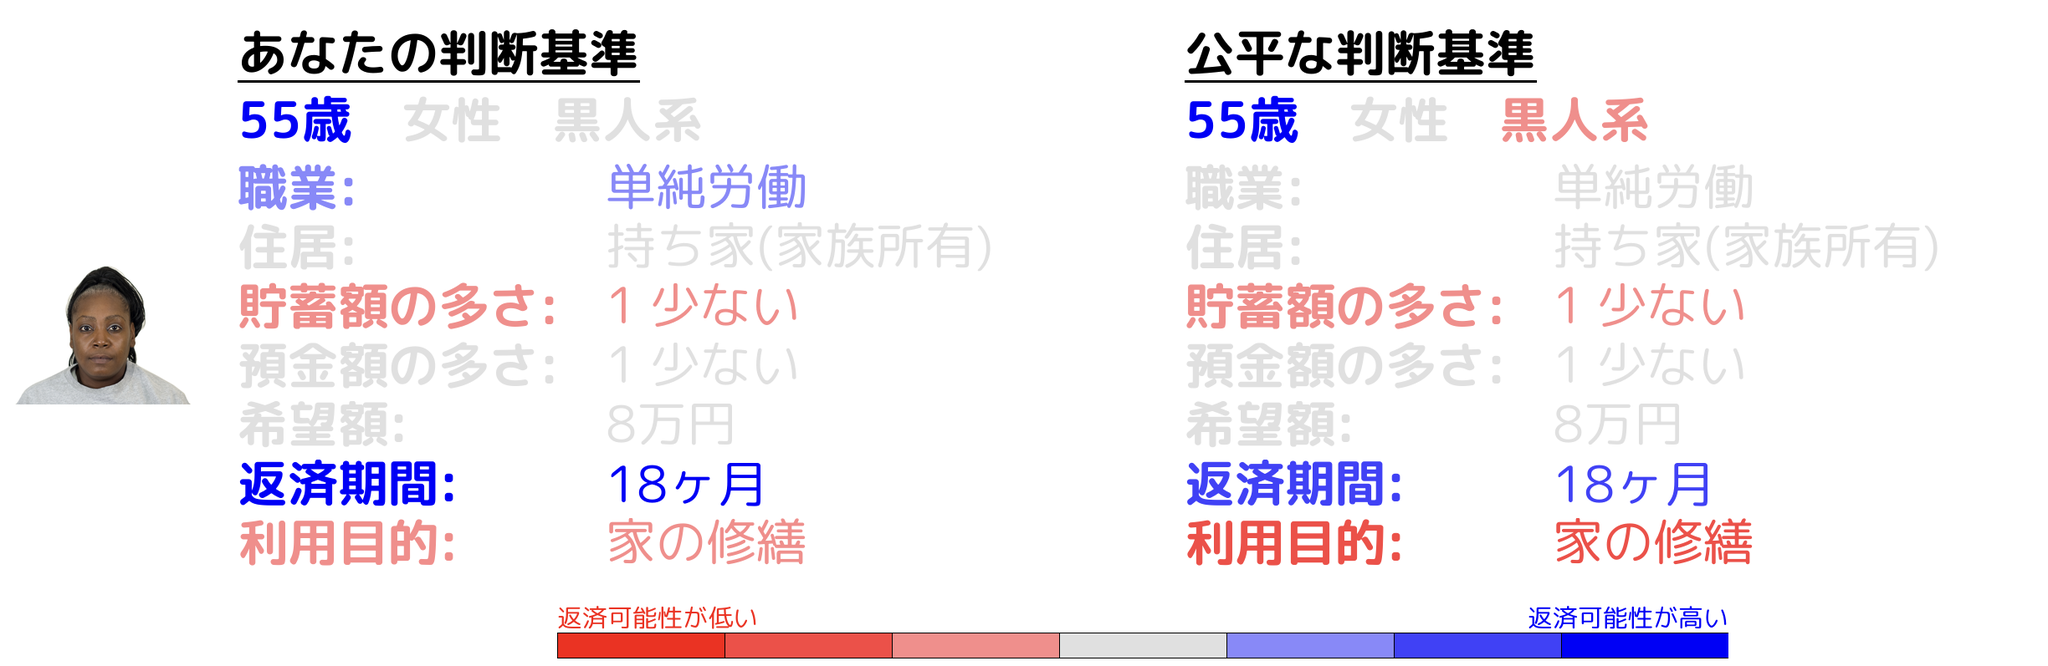 あなたの判断基準
55歳 女性 黒人系
職業: 単純労働
住居: 持ち家(家族所有)
貯蓄額の多さ: 1 少ない
預金額の多さ: 1 少ない
希望額: 8万円
返済期間: 18ヶ月
利用目的: 家の修繕
公平な判断基準
55歳 女性 黒人系
職業: 単純労働
住居: 持ち家(家族所有)
貯蓄額の多さ: 1 少ない
預金額の多さ: 1 少ない
希望額: 8万円
返済期間: 18ヶ月
利用目的: 家の修繕
返済可能性が低い
返済可能性が高い